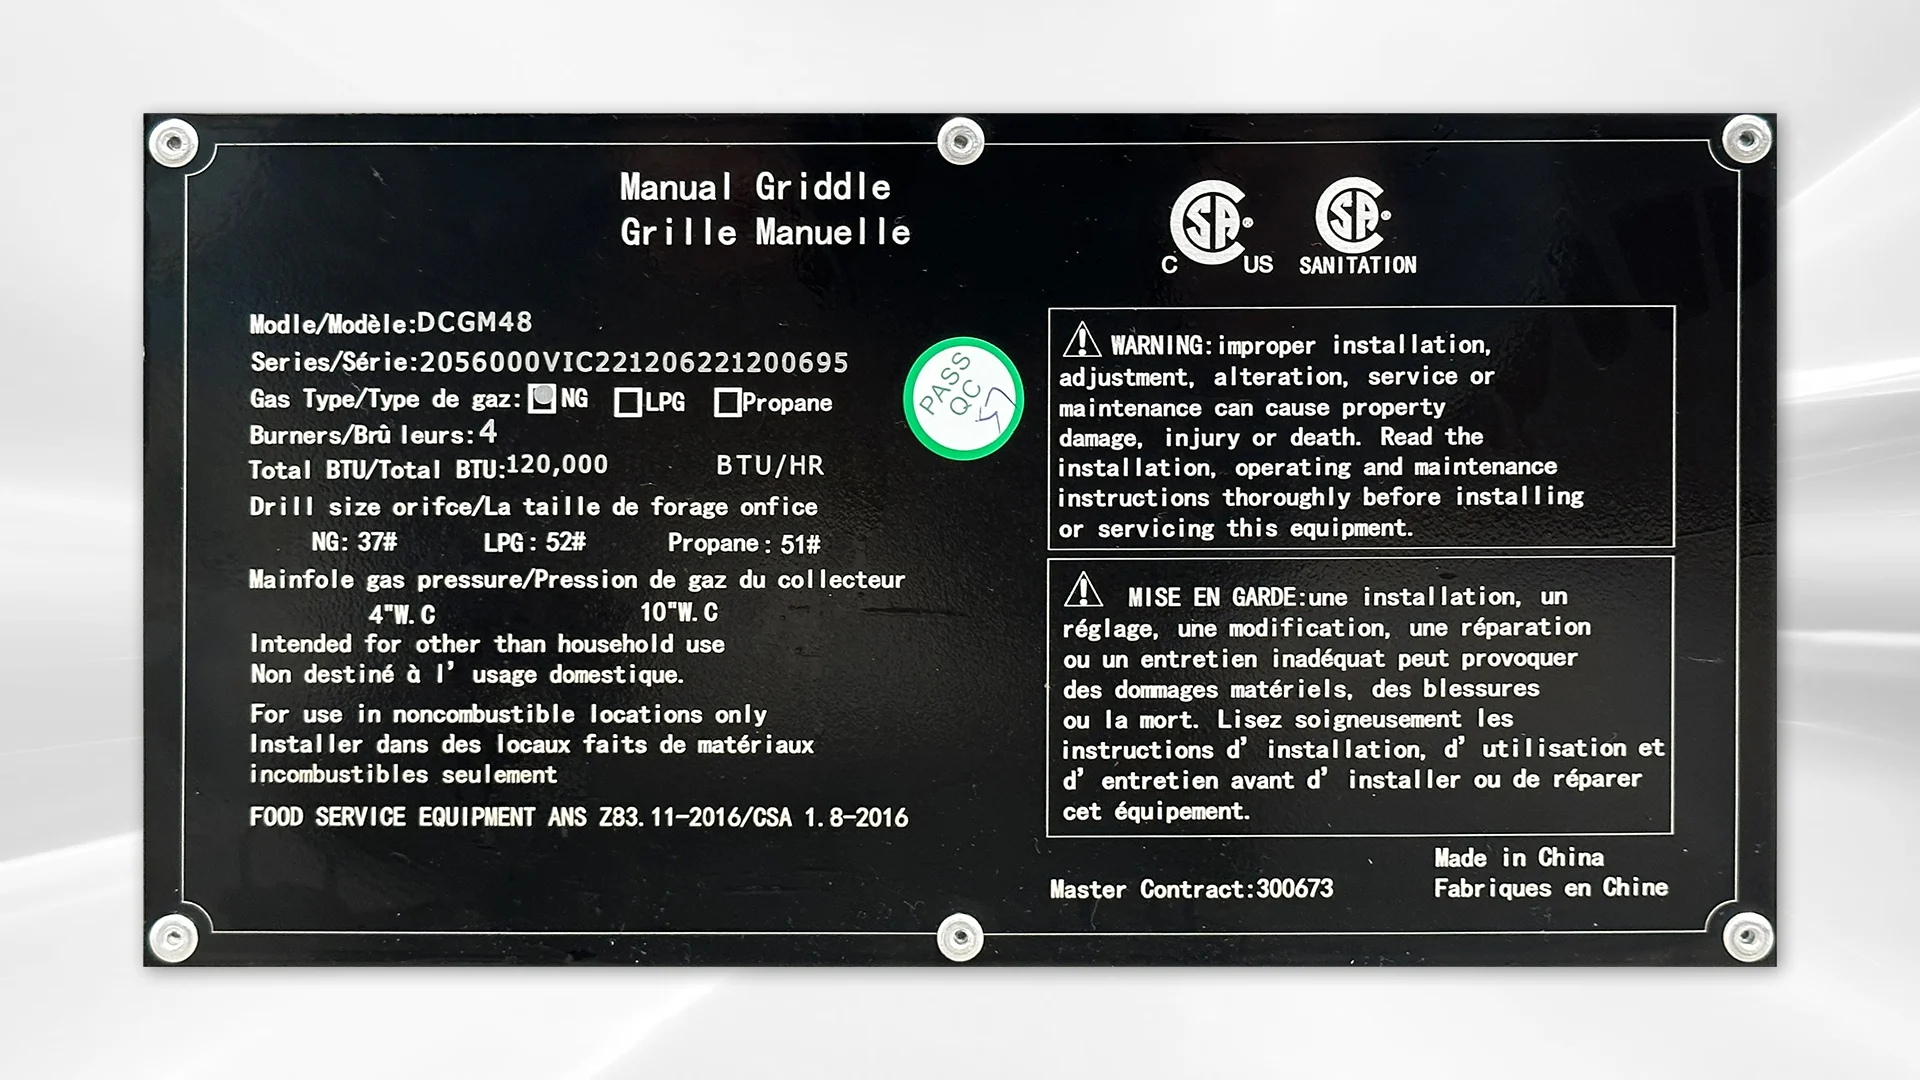 Manual Griddle
Grille Manuelle
CSA®
C US
CSA®
SANITATION
Modle/Modèle:DCGM48
Series/Série:2056000VIC221206221200695
Gas Type/Type de gaz: NG LPG Propane
Burners/Brûleurs:4
Total BTU/Total BTU:120,000 BTU/HR
Drill size orifce/La taille de forage onfice
NG: 37# LPG: 52# Propane: 51#
Mainfole gas pressure/Pression de gaz du collecteur
4"W.C 10"W.C
Intended for other than household use
Non destiné à l' usage domestique.
For use in noncombustible locations only
Installer dans des locaux faits de matériaux
incombustibles seulement
FOOD SERVICE EQUIPMENT ANS Z83.11-2016/CSA 1.8-2016
PASS
QC
⚠ WARNING:improper installation,
adjustment, alteration, service or
maintenance can cause property
damage, injury or death. Read the
installation, operating and maintenance
instructions thoroughly before installing
or servicing this equipment.
⚠ MISE EN GARDE:une installation, un
réglage, une modification, une réparation
ou un entretien inadéquat peut provoquer
des dommages matériels, des blessures
ou la mort. Lisez soigneusement les
instructions d' installation, d' utilisation et
d' entretien avant d' installer ou de réparer
cet équipement.
Master Contract:300673
Made in China
Fabriques en Chine